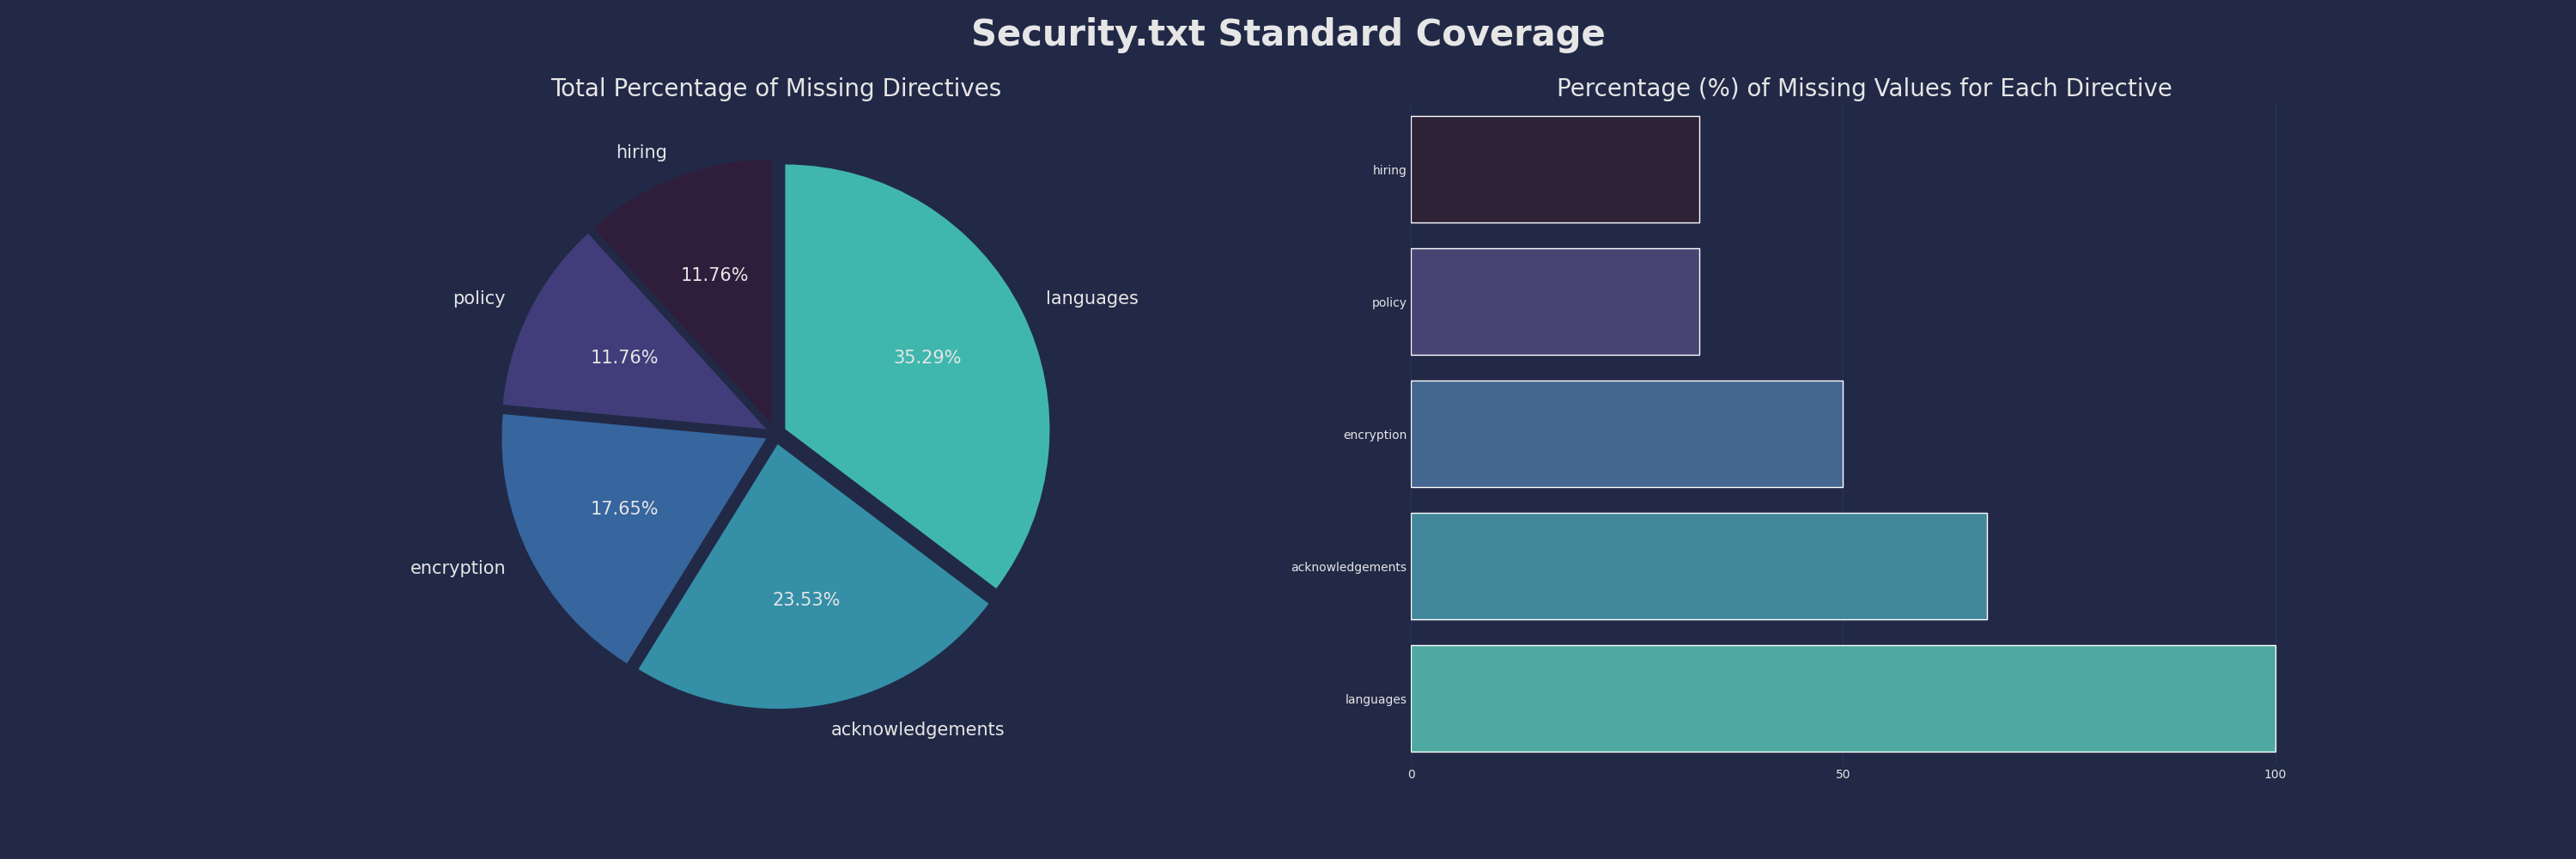 Security.txt Standard Coverage
Total Percentage of Missing Directives
hiring
policy
encryption
acknowledgements
languages
11.76%
11.76%
17.65%
23.53%
35.29%
Percentage (%) of Missing Values for Each Directive
hiring
policy
encryption
acknowledgements
languages
0
50
100